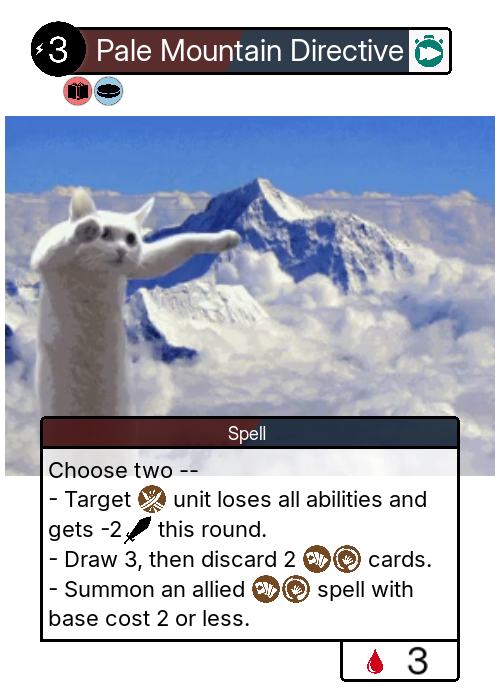 3 Pale Mountain Directive
Spell
Choose two --
- Target unit loses all abilities and
gets -2 this round.
- Draw 3, then discard 2 cards.
- Summon an allied spell with
base cost 2 or less.
3